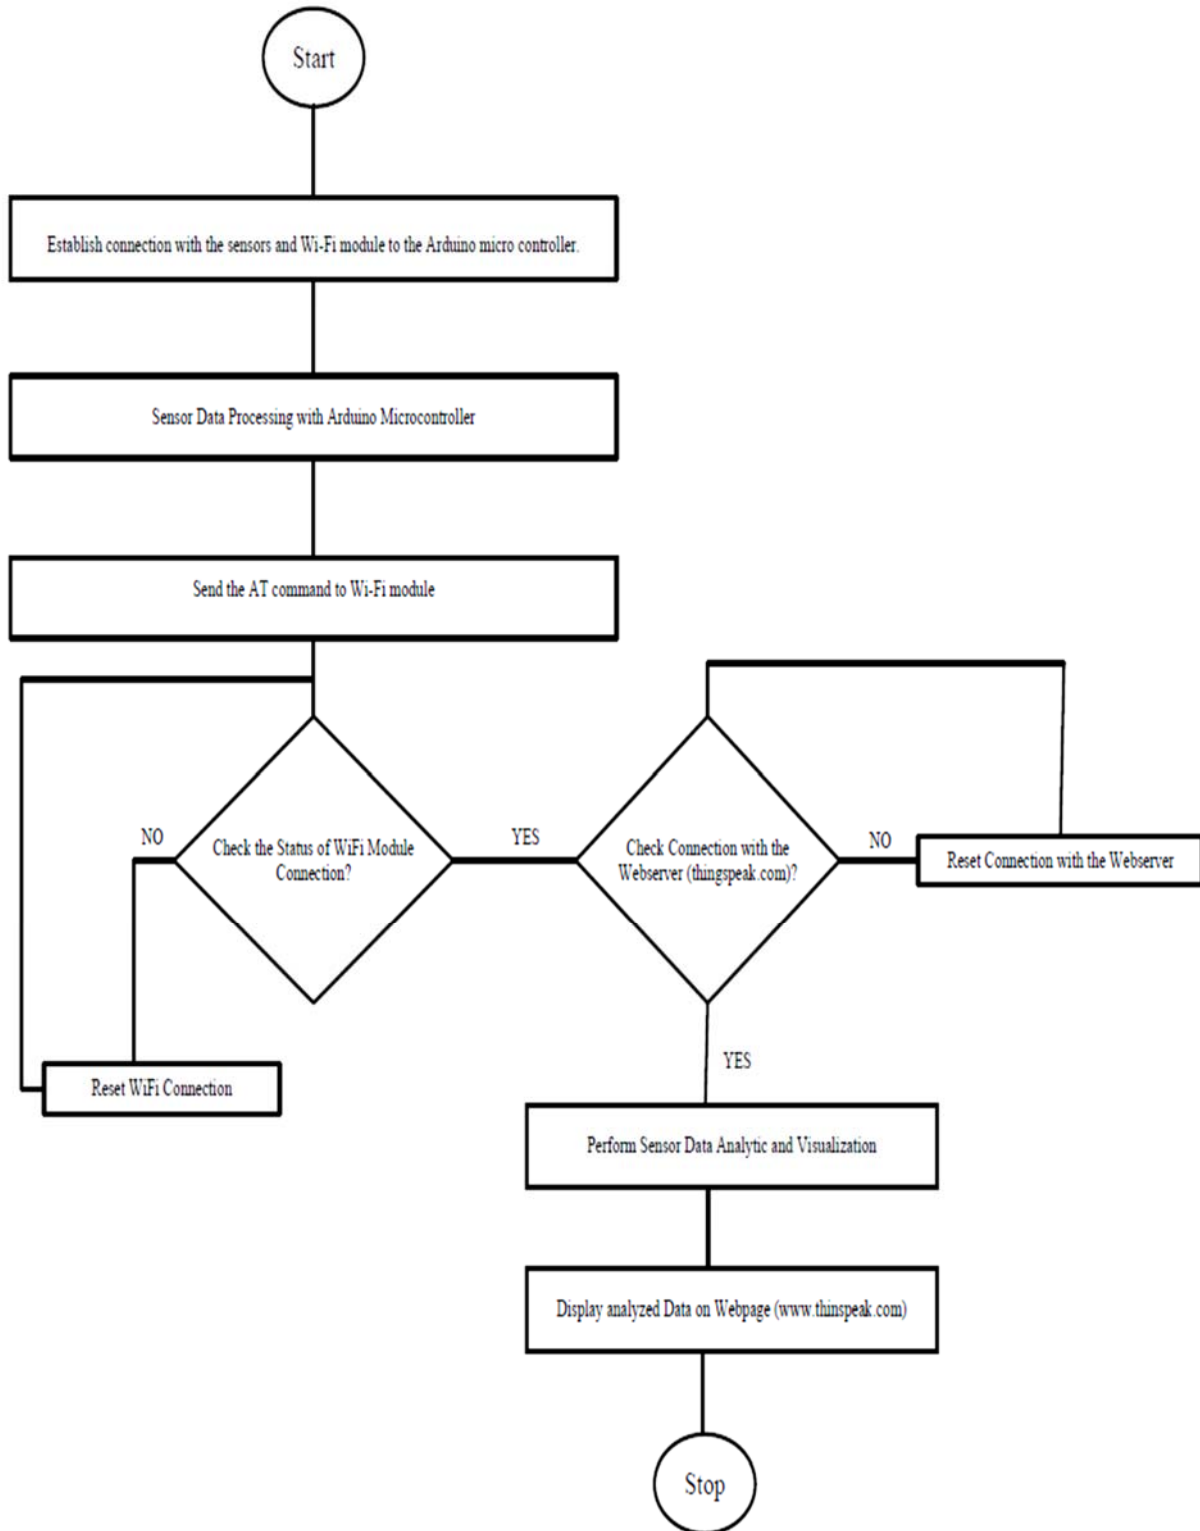 Start
Establish connection with the sensors and Wi-Fi module to the Arduino micro controller.
Sensor Data Processing with Arduino Microcontroller
Send the AT command to Wi-Fi module
NO
Check the Status of WiFi Module
Connection?
YES
Check Connection with the
Webserver (thingspeak.com)?
NO
Reset Connection with the Webserver
Reset WiFi Connection
YES
Perform Sensor Data Analytic and Visualization
Display analyzed Data on Webpage (www.thinspeak.com)
Stop